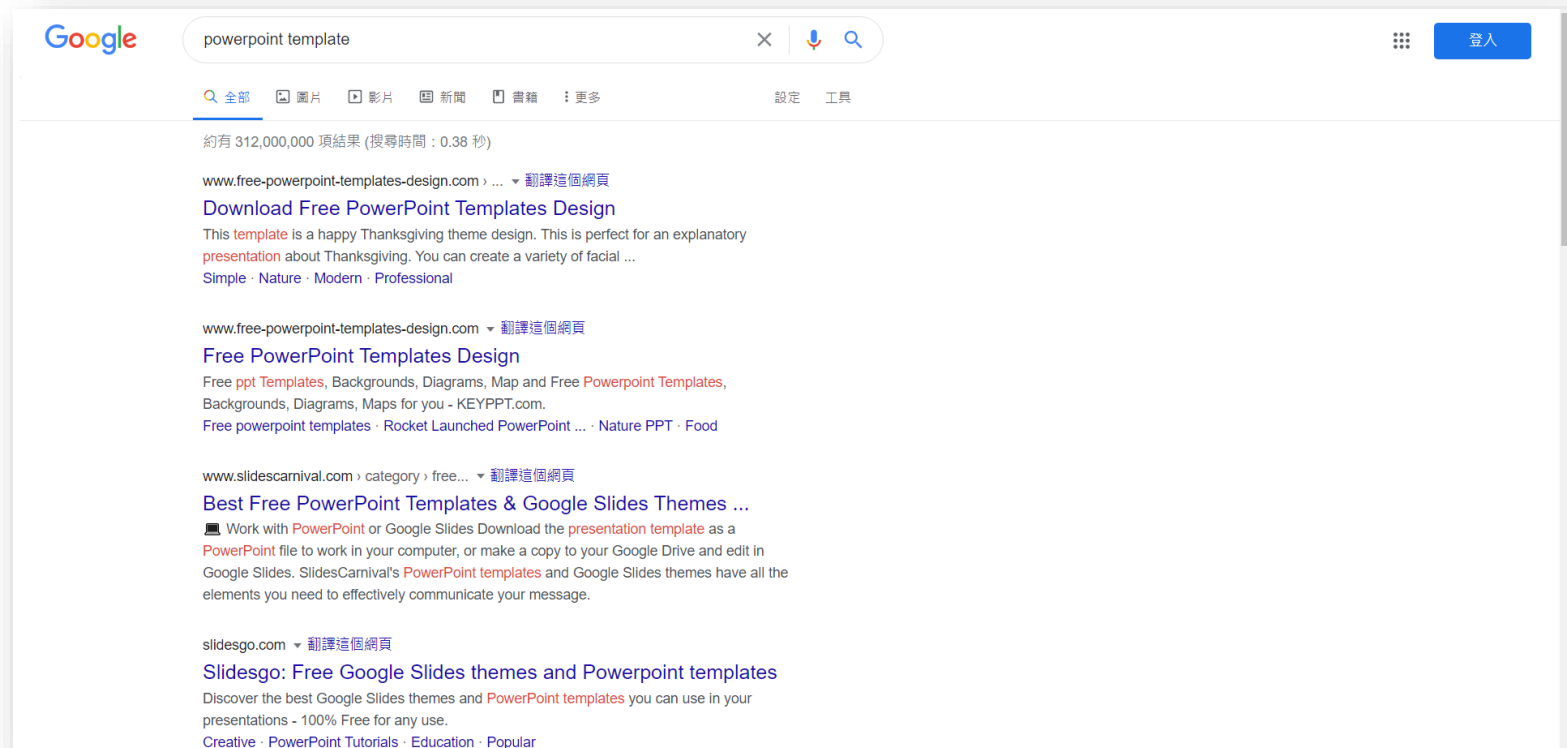 Google
powerpoint template
登入
全部 圖片 影片 新聞 書籍 更多 設定 工具
約有 312,000,000 項結果 (搜尋時間：0.38 秒)
www.free-powerpoint-templates-design.com › ... 翻譯這個網頁
Download Free PowerPoint Templates Design
This template is a happy Thanksgiving theme design. This is perfect for an explanatory
presentation about Thanksgiving. You can create a variety of facial ...
Simple · Nature · Modern · Professional
www.free-powerpoint-templates-design.com 翻譯這個網頁
Free PowerPoint Templates Design
Free ppt Templates, Backgrounds, Diagrams, Map and Free Powerpoint Templates,
Backgrounds, Diagrams, Maps for you - KEYPPT.com.
Free powerpoint templates · Rocket Launched PowerPoint ... · Nature PPT · Food
www.slidescarnival.com › category › free... 翻譯這個網頁
Best Free PowerPoint Templates & Google Slides Themes ...
💻 Work with PowerPoint or Google Slides Download the presentation template as a
PowerPoint file to work in your computer, or make a copy to your Google Drive and edit in
Google Slides. SlidesCarnival's PowerPoint templates and Google Slides themes have all the
elements you need to effectively communicate your message.
slidesgo.com 翻譯這個網頁
Slidesgo: Free Google Slides themes and Powerpoint templates
Discover the best Google Slides themes and PowerPoint templates you can use in your
presentations - 100% Free for any use.
Creative · PowerPoint Tutorials · Education · Popular